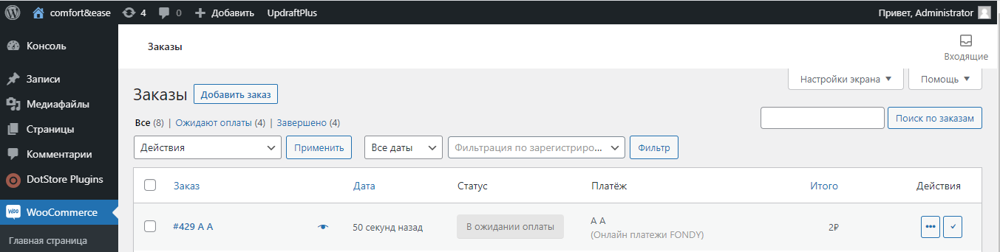 comfort&ease 4 0 Добавить UpdraftPlus Привет, Administrator
Консоль
Записи
Медиафайлы
Страницы
Комментарии
DotStore Plugins
WooCommerce
Главная страница
Заказы
Входящие
Настройки экрана Помощь
Заказы Добавить заказ
Все (8) | Ожидают оплаты (4) | Завершено (4)
Поиск по заказам
Действия Применить Все даты Фильтрация по зарегистриро... Фильтр
Заказ Дата Статус Платёж Итого Действия
#429 А А 50 секунд назад В ожидании оплаты А А 2₽
(Онлайн платежи FONDY)